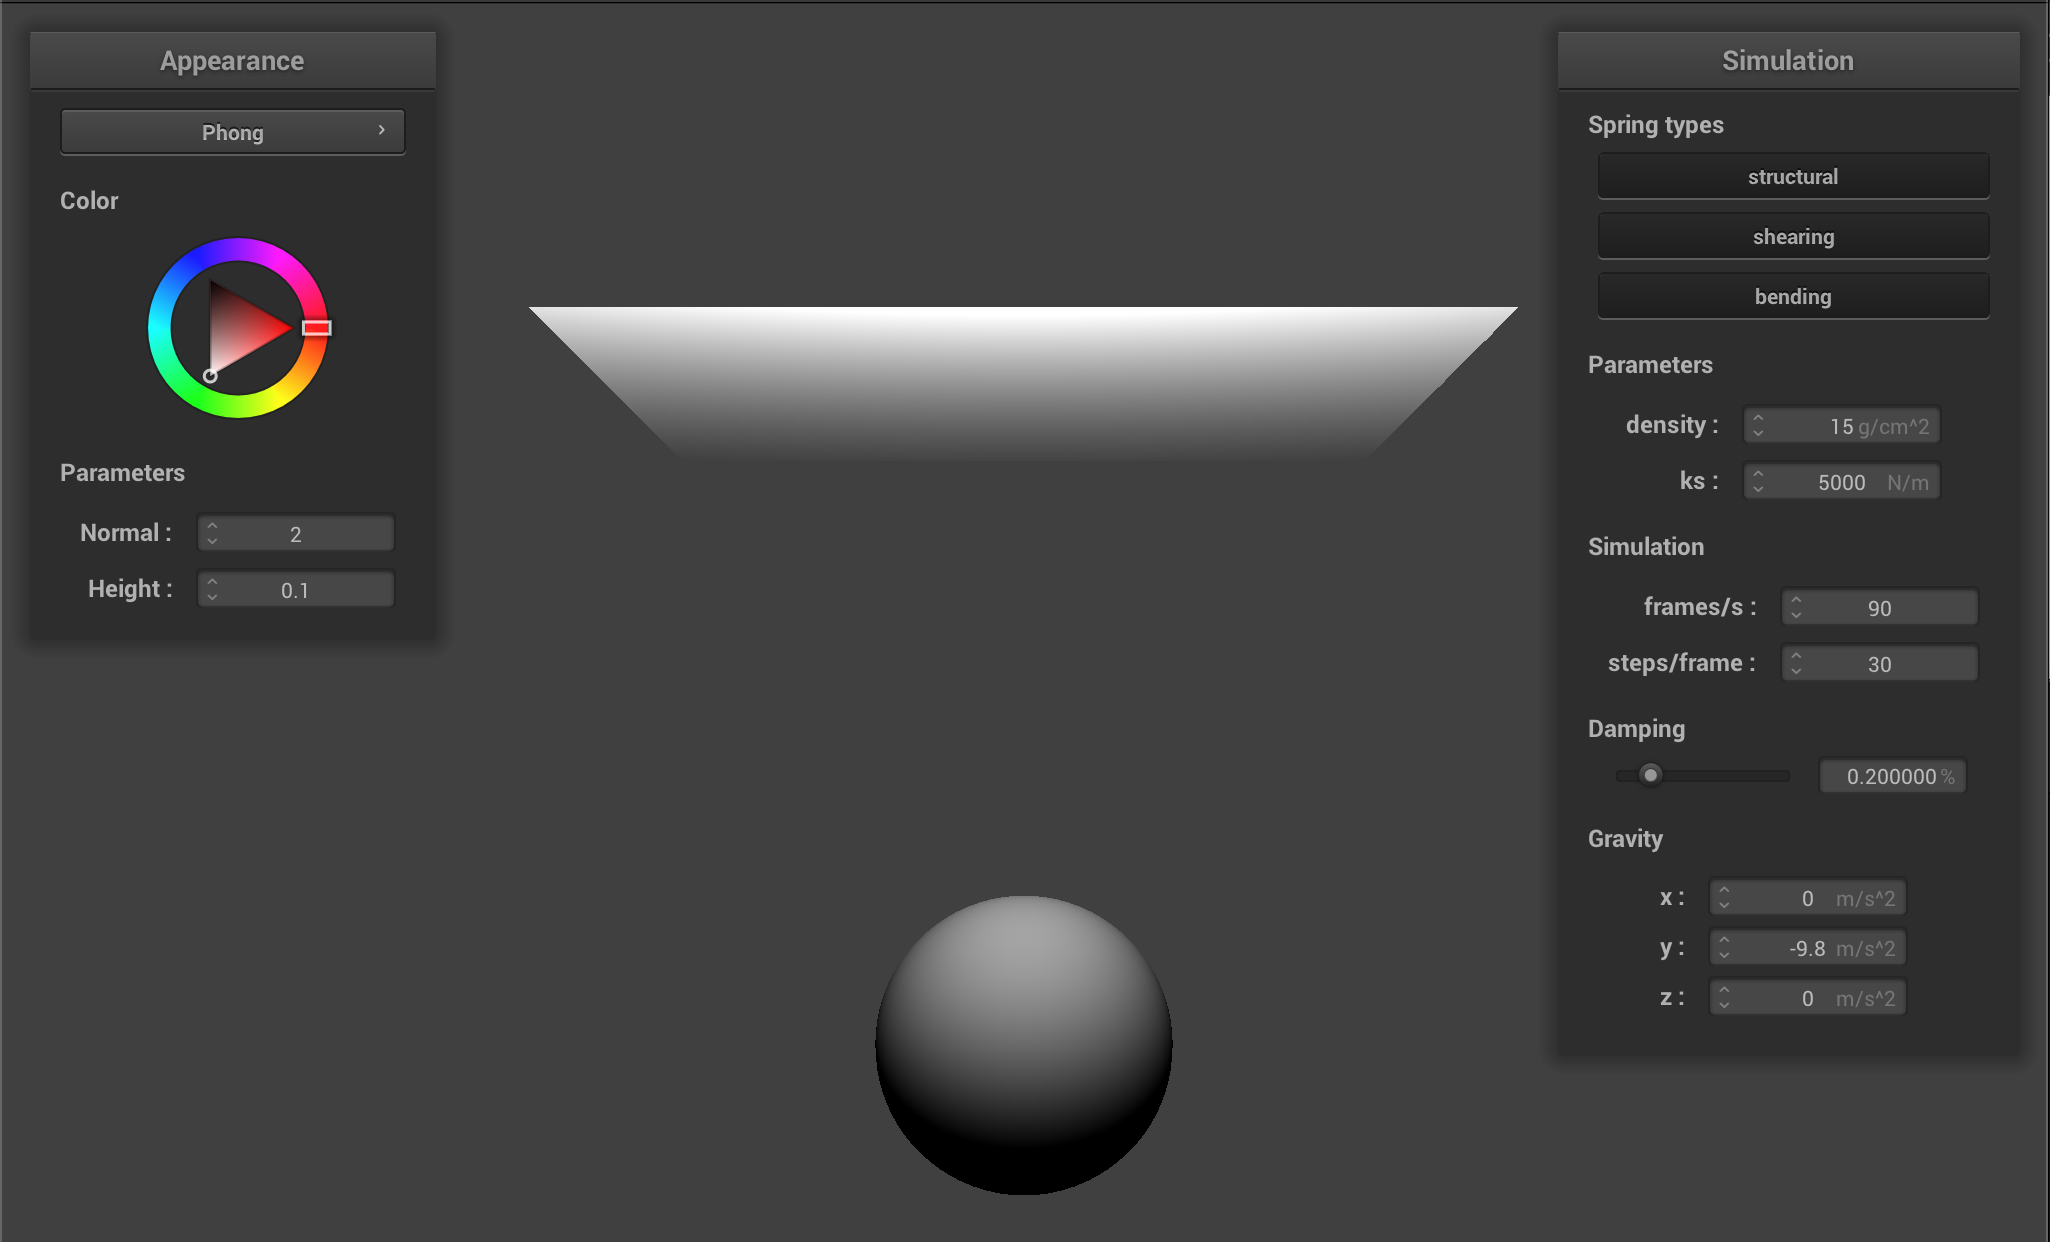 Appearance
Phong
Color
Parameters
Normal : 2
Height : 0.1
Simulation
Spring types
structural
shearing
bending
Parameters
density : 15 g/cm^2
ks : 5000 N/m
Simulation
frames/s : 90
steps/frame : 30
Damping
0.200000 %
Gravity
x : 0 m/s^2
y : -9.8 m/s^2
z : 0 m/s^2